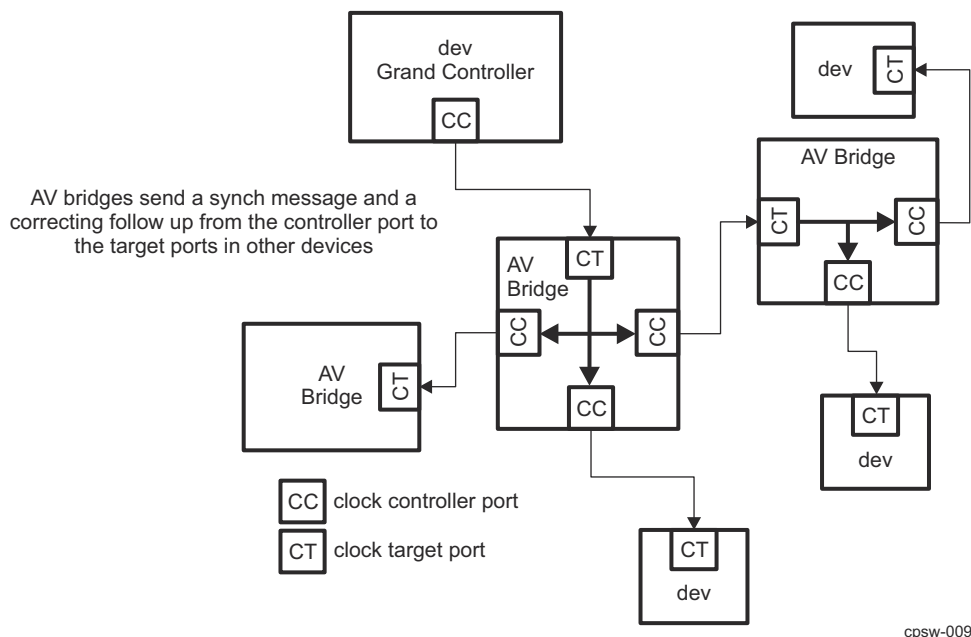 dev
Grand Controller
CC
dev
CT
AV Bridge
CT
CC
CC
AV bridges send a synch message and a
correcting follow up from the controller port to
the target ports in other devices
CT
AV
Bridge
CC
CC
CC
AV
Bridge
CT
CT
dev
CC clock controller port
CT clock target port
CT
dev
cpsw-009